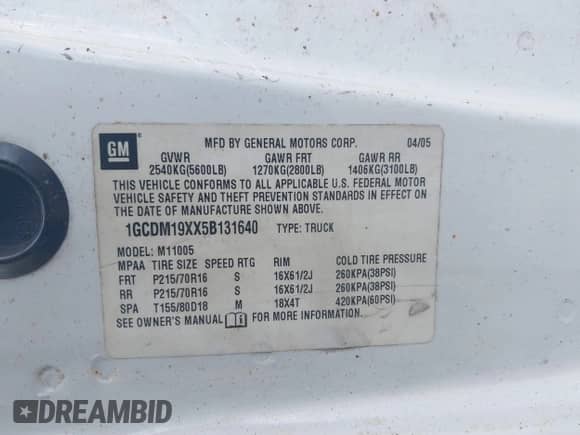 GM
MFD BY GENERAL MOTORS CORP. 04/05
GVWR GAWR FRT GAWR RR
2540KG(5600LB) 1270KG(2800LB) 1406KG(3100LB)
THIS VEHICLE CONFORMS TO ALL APPLICABLE U.S. FEDERAL MOTOR
VEHICLE SAFETY AND THEFT PREVENTION STANDARDS IN EFFECT ON
THE DATE OF MANUFACTURE SHOWN ABOVE.
1GCDM19XX5B131640 TYPE: TRUCK
MODEL: M11005
MPAA TIRE SIZE SPEED RTG RIM COLD TIRE PRESSURE
FRT P215/70R16 S 16X61/2J 260KPA(38PSI)
RR P215/70R16 S 16X61/2J 260KPA(38PSI)
SPA T155/80D18 M 18X4T 420KPA(60PSI)
SEE OWNER'S MANUAL FOR MORE INFORMATION
DREAMBID